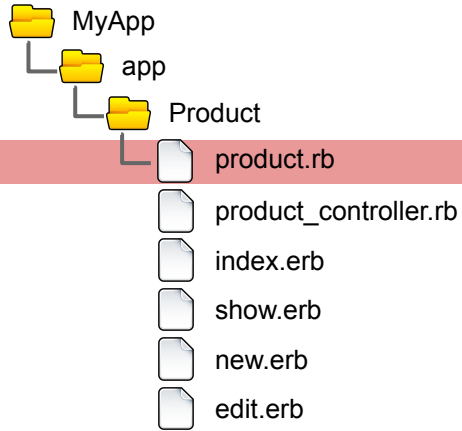 MyApp
app
Product
product.rb
product_controller.rb
index.erb
show.erb
new.erb
edit.erb